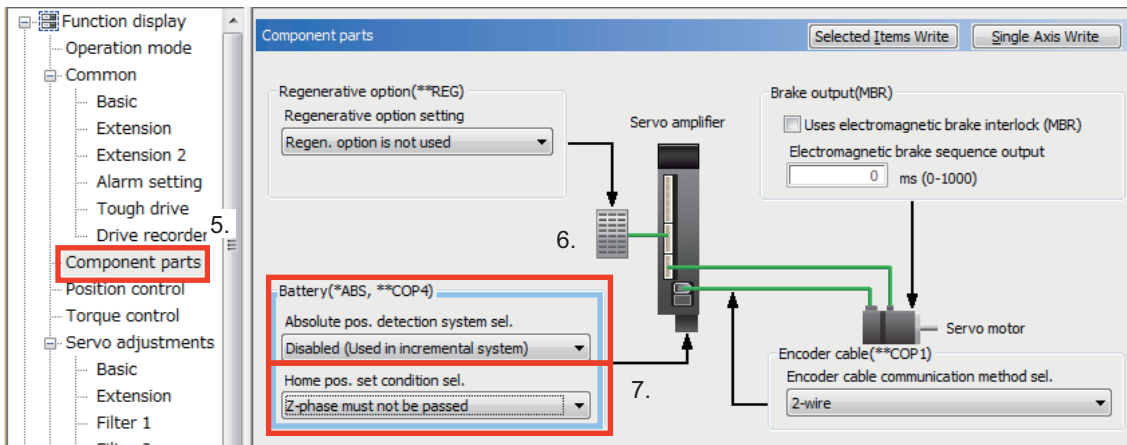 Function display
Operation mode
Common
Basic
Extension
Extension 2
Alarm setting
Tough drive
Drive recorder
5.
Component parts
Position control
Torque control
Servo adjustments
Basic
Extension
Filter 1
Component parts
Selected Items Write
Single Axis Write
Regenerative option(**REG)
Regenerative option setting
Regen. option is not used
Servo amplifier
Brake output(MBR)
Uses electromagnetic brake interlock (MBR)
Electromagnetic brake sequence output
0 ms (0-1000)
6.
Battery(*ABS, **COP4)
Absolute pos. detection system sel.
Disabled (Used in incremental system)
Home pos. set condition sel.
Z-phase must not be passed
7.
Servo motor
Encoder cable(**COP1)
Encoder cable communication method sel.
2-wire